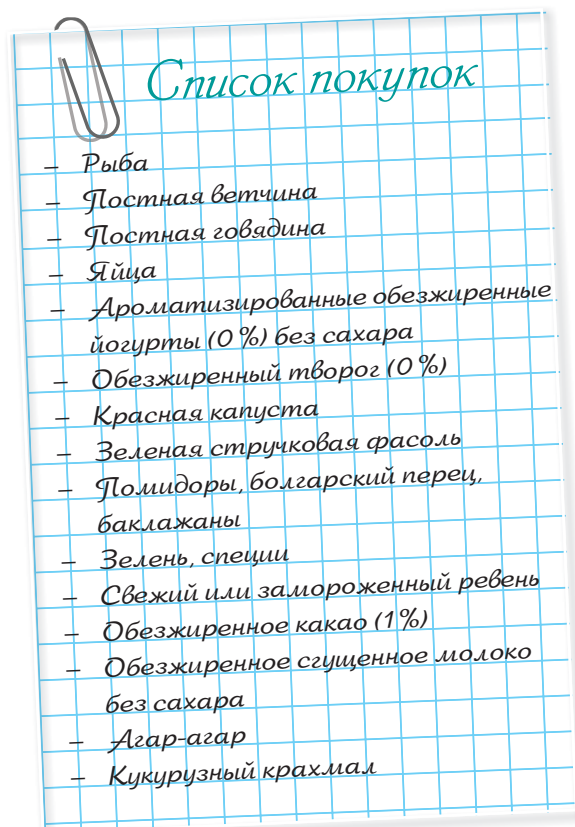 Список покупок
– Рыба
– Постная ветчина
– Постная говядина
– Яйца
– Ароматизированные обезжиренные
йогурты (0 %) без сахара
– Обезжиренный творог (0 %)
– Красная капуста
– Зеленая стручковая фасоль
– Помидоры, болгарский перец,
баклажаны
– Зелень, специи
– Свежий или замороженный ревень
– Обезжиренное какао (1 %)
– Обезжиренное сгущенное молоко
без сахара
– Агар-агар
– Кукурузный крахмал